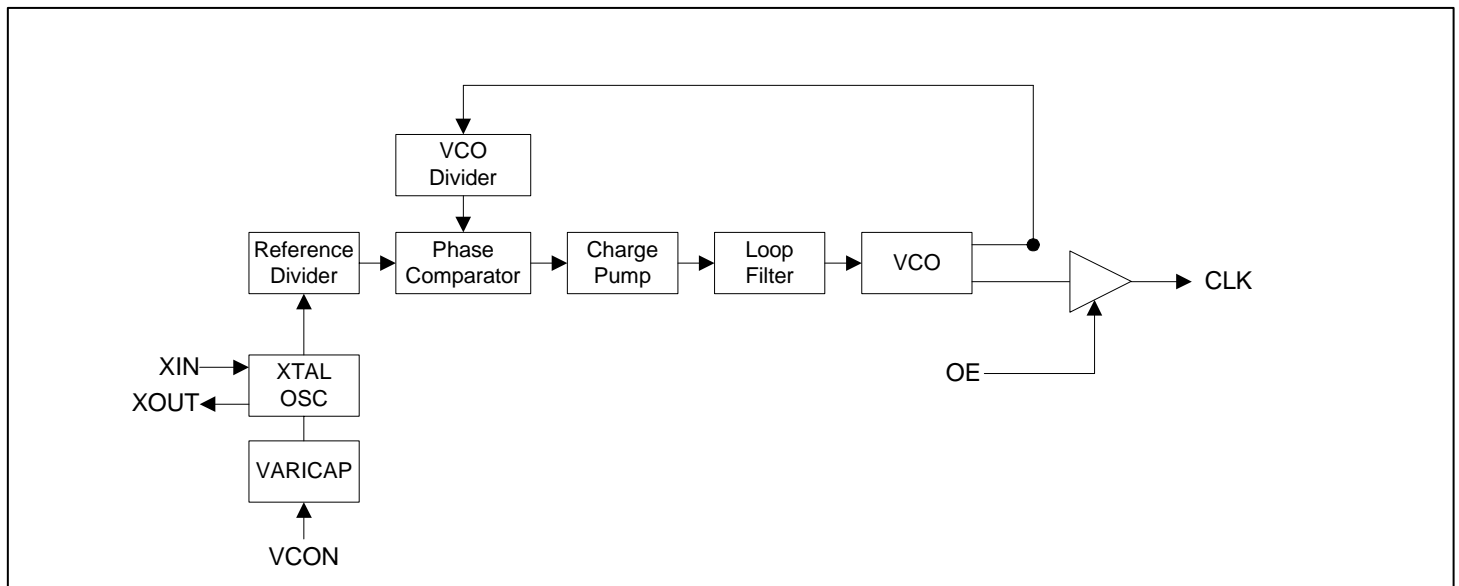 VCO
Divider
Reference
Divider
Phase
Comparator
Charge
Pump
Loop
Filter
VCO
CLK
XIN
XOUT
XTAL
OSC
OE
VARICAP
VCON